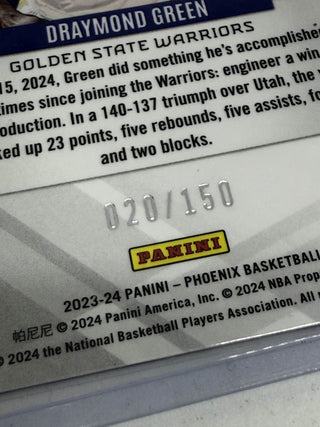 DRAYMOND GREEN
GOLDEN STATE WARRIORS
15, 2024, Green did something he's accomplished
times since joining the Warriors: engineer a win
oduction. In a 140-137 triumph over Utah, the
ked up 23 points, five rebounds, five assists,
and two blocks.
020/150
PANINI
2023-24 PANINI – PHOENIX BASKETBALL
帕尼尼 © 2024 Panini America, Inc. © 2024 NBA
© 2024 the National Basketball Players Association. All